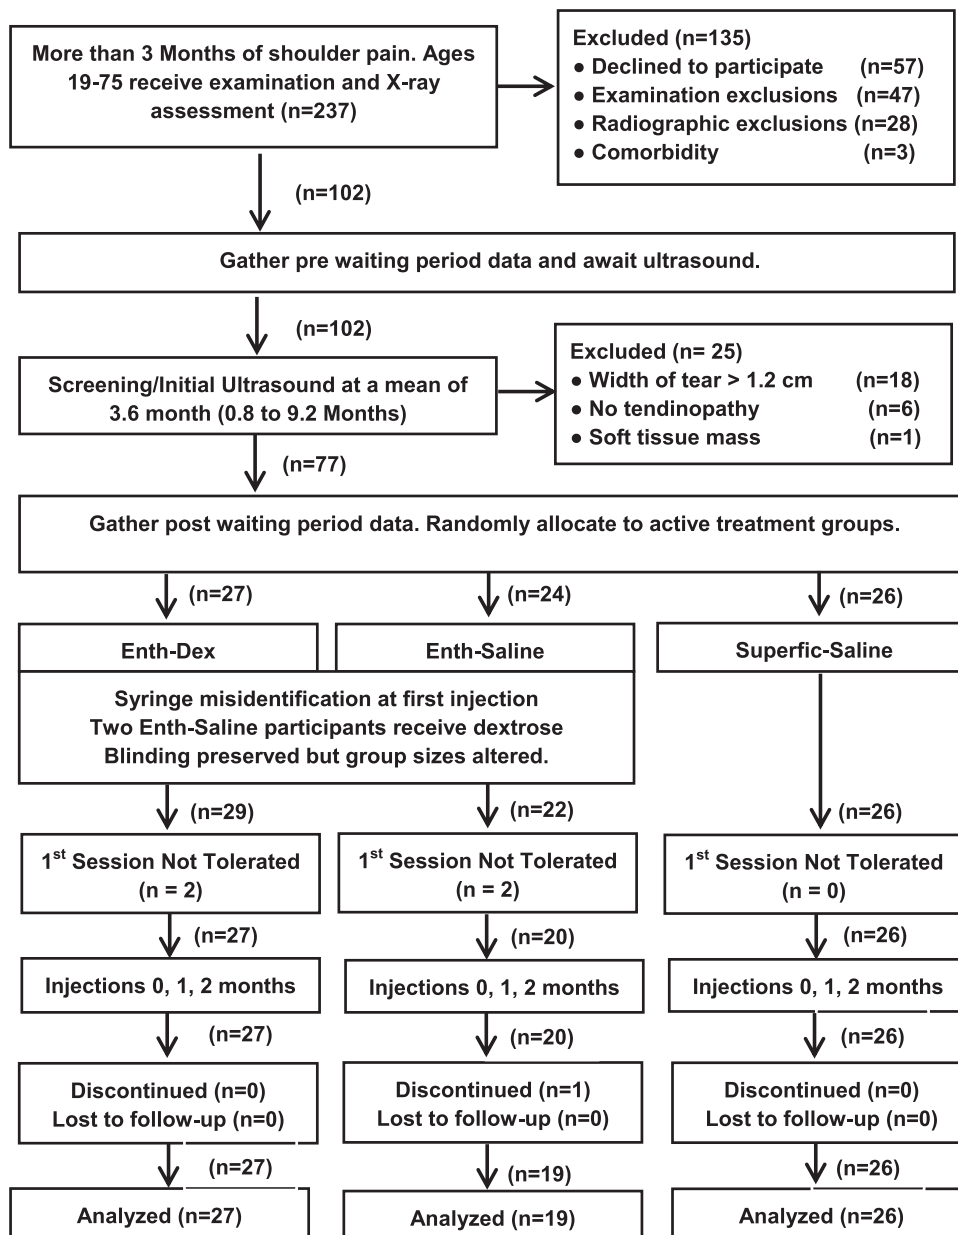 More than 3 Months of shoulder pain. Ages
19-75 receive examination and X-ray
assessment (n=237)
Excluded (n=135)
● Declined to participate (n=57)
● Examination exclusions (n=47)
● Radiographic exclusions (n=28)
● Comorbidity (n=3)
(n=102)
Gather pre waiting period data and await ultrasound.
(n=102)
Screening/Initial Ultrasound at a mean of
3.6 month (0.8 to 9.2 Months)
Excluded (n= 25)
● Width of tear > 1.2 cm (n=18)
● No tendinopathy (n=6)
● Soft tissue mass (n=1)
(n=77)
Gather post waiting period data. Randomly allocate to active treatment groups.
(n=27) (n=24) (n=26)
Enth-Dex Enth-Saline Superfic-Saline
Syringe misidentification at first injection
Two Enth-Saline participants receive dextrose
Blinding preserved but group sizes altered.
(n=29) (n=22) (n=26)
1st Session Not Tolerated 1st Session Not Tolerated 1st Session Not Tolerated
(n = 2) (n = 2) (n = 0)
(n=27) (n=20) (n=26)
Injections 0, 1, 2 months Injections 0, 1, 2 months Injections 0, 1, 2 months
(n=27) (n=20) (n=26)
Discontinued (n=0) Discontinued (n=1) Discontinued (n=0)
Lost to follow-up (n=0) Lost to follow-up (n=0) Lost to follow-up (n=0)
(n=27) (n=19) (n=26)
Analyzed (n=27) Analyzed (n=19) Analyzed (n=26)